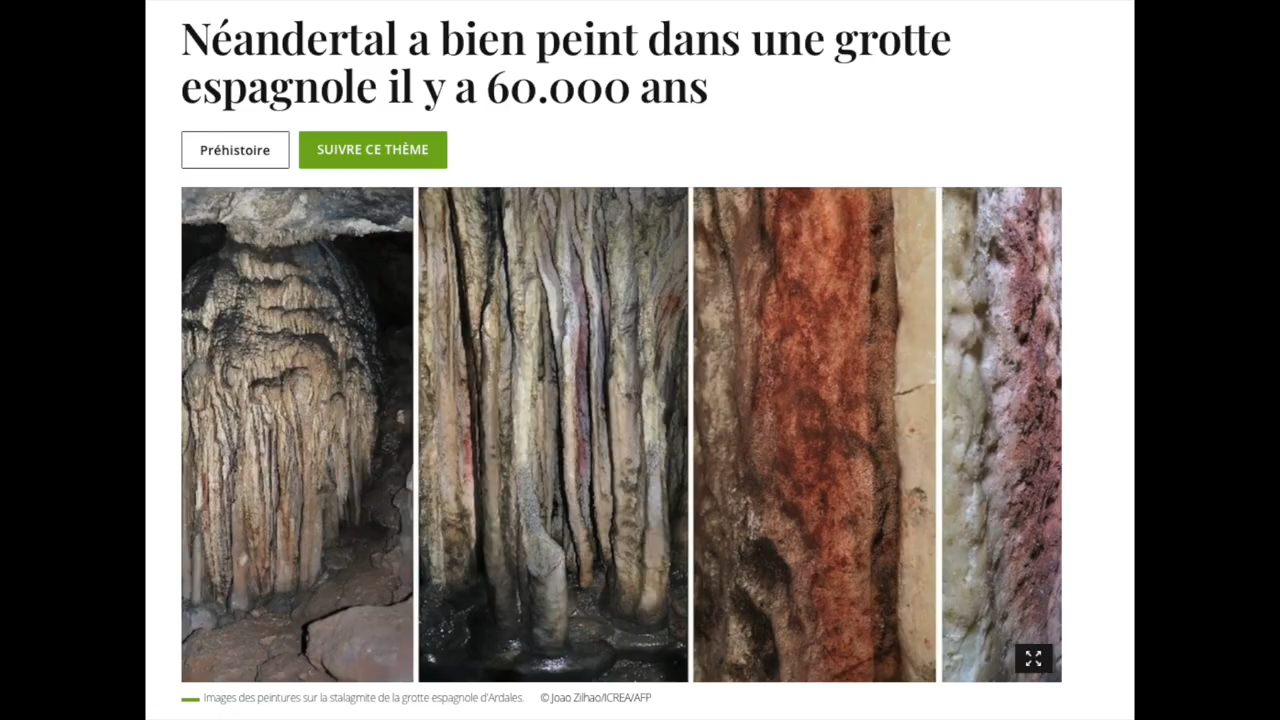 Néandertal a bien peint dans une grotte
espagnole il y a 60.000 ans
Préhistoire
SUIVRE CE THÈME
Images des peintures sur la stalagmite de la grotte espagnole d'Ardales. © Joao Zilhao/ICREA/AFP